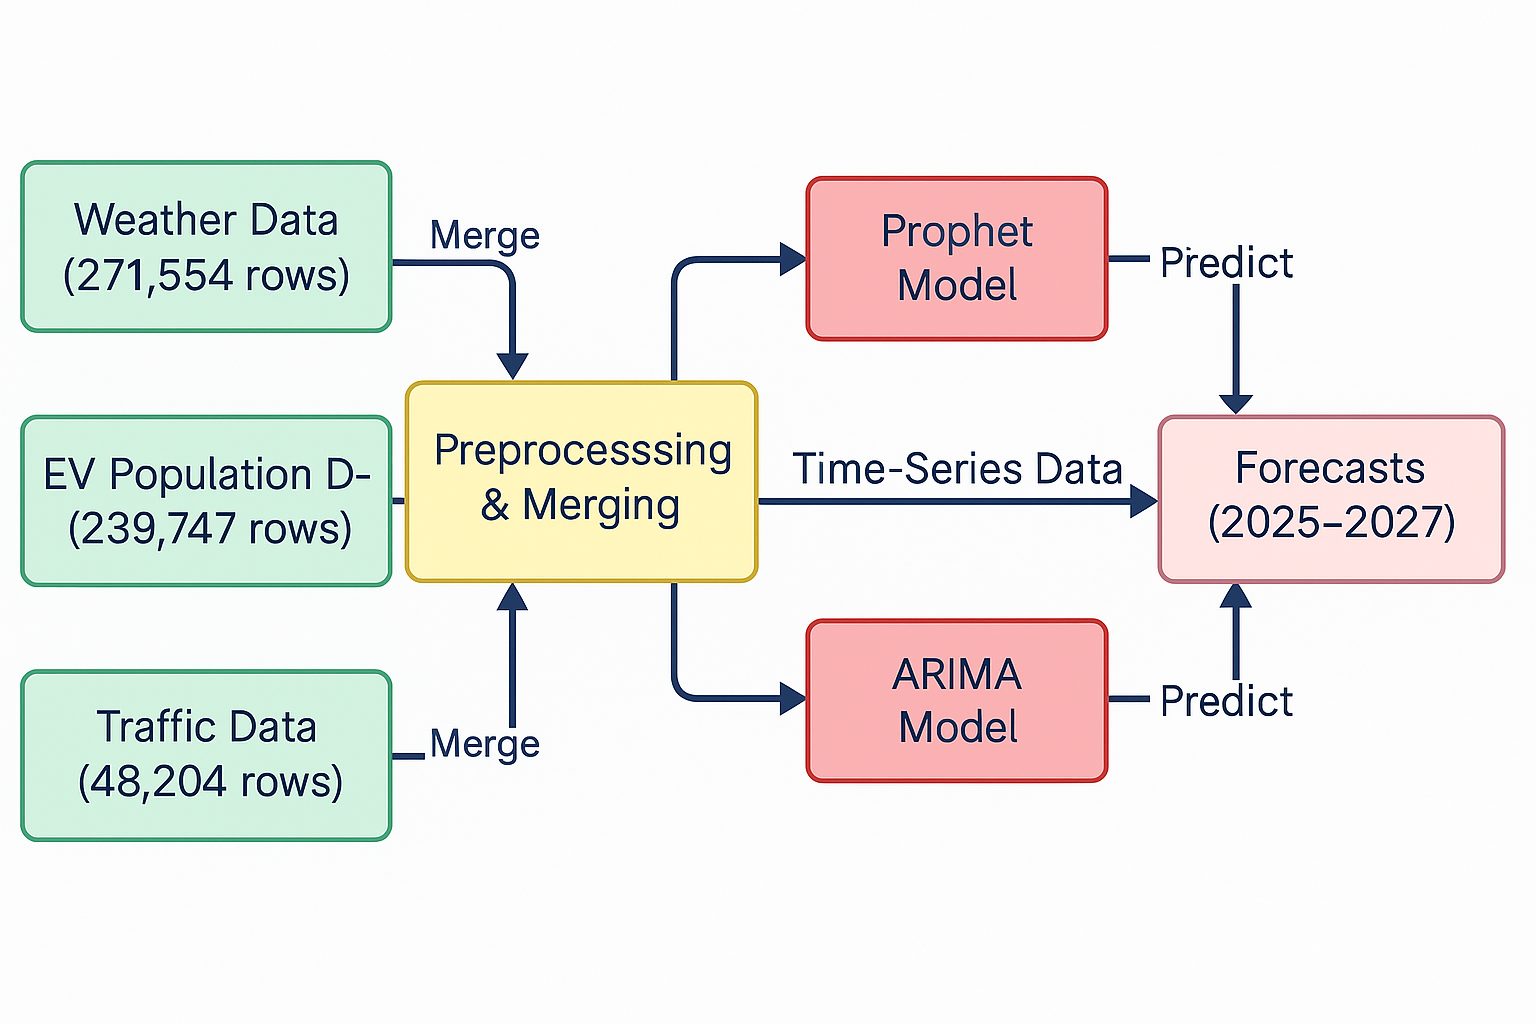 Weather Data
(271,554 rows)
Merge
EV Population D-
(239,747 rows)
Traffic Data
(48,204 rows)
Merge
Preprocesssing
& Merging
Prophet
Model
Predict
Time-Series Data
Forecasts
(2025–2027)
ARIMA
Model
Predict